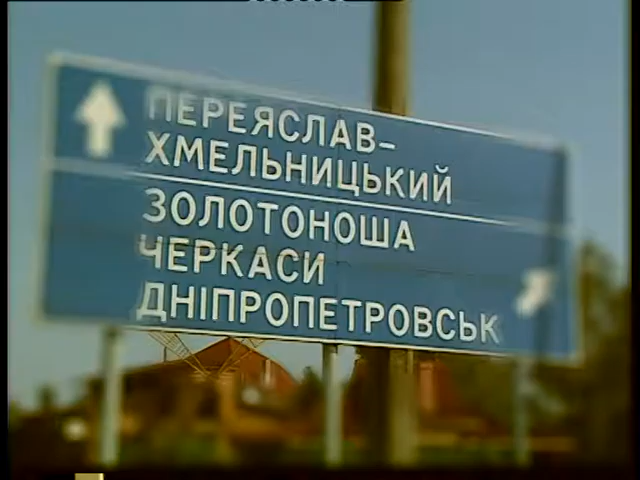 ПЕРЕЯСЛАВ-
ХМЕЛЬНИЦЬКИЙ
ЗОЛОТОНОША
ЧЕРКАСИ
ДНІПРОПЕТРОВСЬК